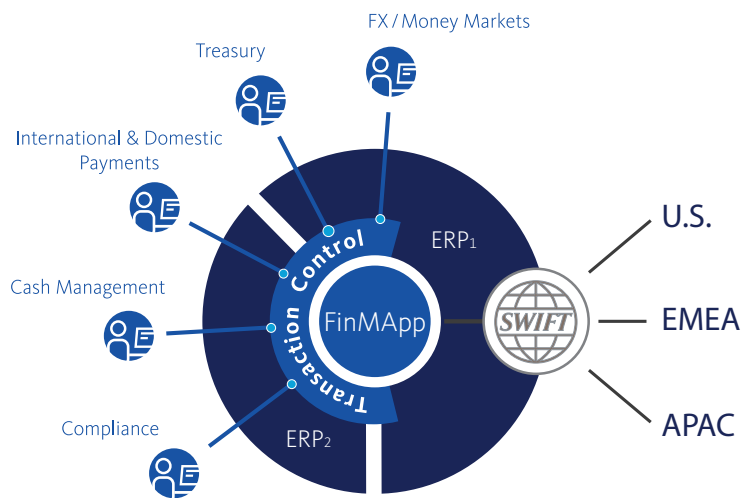 FX / Money Markets
Treasury
International & Domestic
Payments
Cash Management
Compliance
Transaction Control
ERP1
ERP2
FinMApp
SWIFT
U.S.
EMEA
APAC